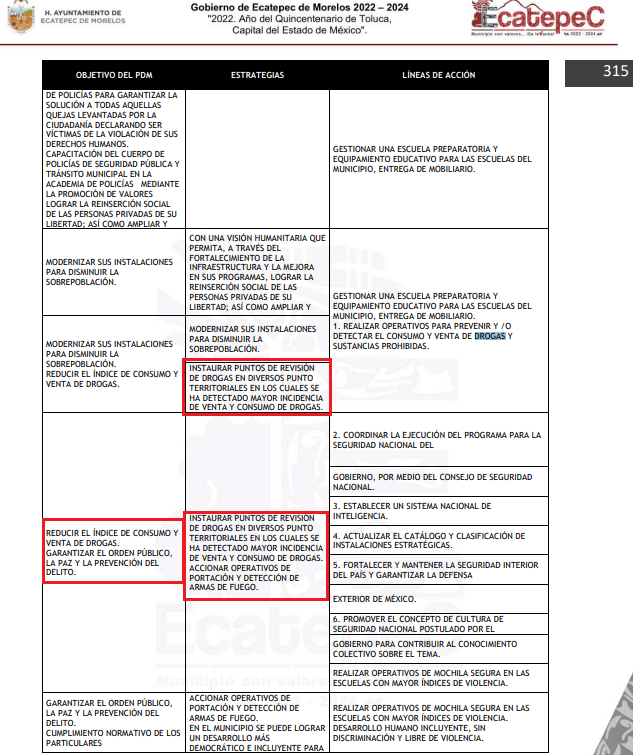 H. AYUNTAMIENTO DE
ECATEPEC DE MORELOS
Gobierno de Ecatepec de Morelos 2022 – 2024
"2022. Año del Quincentenario de Toluca,
Capital del Estado de México".
EcatepeC
Municipio con valores...
2022 - 2024
315
OBJETIVO DEL PDM
ESTRATEGIAS
LÍNEAS DE ACCIÓN
DE POLICÍAS PARA GARANTIZAR LA
SOLUCIÓN A TODAS AQUELLAS
QUEJAS LEVANTADAS POR LA
CIUDADANÍA DECLARANDO SER
VÍCTIMAS DE LA VIOLACIÓN DE SUS
DERECHOS HUMANOS.
CAPACITACIÓN DEL CUERPO DE
POLICÍAS DE SEGURIDAD PÚBLICA Y
TRÁNSITO MUNICIPAL EN LA
ACADEMIA DE POLICÍAS MEDIANTE
LA PROMOCIÓN DE VALORES
LOGRAR LA REINSERCIÓN SOCIAL
DE LAS PERSONAS PRIVADAS DE SU
LIBERTAD; ASÍ COMO AMPLIAR Y
GESTIONAR UNA ESCUELA PREPARATORIA Y
EQUIPAMIENTO EDUCATIVO PARA LAS ESCUELAS DEL
MUNICIPIO, ENTREGA DE MOBILIARIO.
MODERNIZAR SUS INSTALACIONES
PARA DISMINUIR LA
SOBREPOBLACIÓN.
CON UNA VISIÓN HUMANITARIA QUE
PERMITA, A TRAVÉS DEL
FORTALECIMIENTO DE LA
INFRAESTRUCTURA Y LA MEJORA
EN SUS PROGRAMAS, LOGRAR LA
REINSERCIÓN SOCIAL DE LAS
PERSONAS PRIVADAS DE SU
LIBERTAD; ASÍ COMO AMPLIAR Y
GESTIONAR UNA ESCUELA PREPARATORIA Y
EQUIPAMIENTO EDUCATIVO PARA LAS ESCUELAS DEL
MUNICIPIO, ENTREGA DE MOBILIARIO.
1. REALIZAR OPERATIVOS PARA PREVENIR Y /O
DETECTAR EL CONSUMO Y VENTA DE DROGAS Y
SUSTANCIAS PROHIBIDAS.
MODERNIZAR SUS INSTALACIONES
PARA DISMINUIR LA
SOBREPOBLACIÓN.
REDUCIR EL ÍNDICE DE CONSUMO Y
VENTA DE DROGAS.
MODERNIZAR SUS INSTALACIONES
PARA DISMINUIR LA
SOBREPOBLACIÓN.
INSTAURAR PUNTOS DE REVISIÓN
DE DROGAS EN DIVERSOS PUNTO
TERRITORIALES EN LOS CUALES SE
HA DETECTADO MAYOR INCIDENCIA
DE VENTA Y CONSUMO DE DROGAS.
REDUCIR EL ÍNDICE DE CONSUMO Y
VENTA DE DROGAS.
GARANTIZAR EL ORDEN PÚBLICO,
LA PAZ Y LA PREVENCIÓN DEL
DELITO.
INSTAURAR PUNTOS DE REVISIÓN
DE DROGAS EN DIVERSOS PUNTO
TERRITORIALES EN LOS CUALES SE
HA DETECTADO MAYOR INCIDENCIA
DE VENTA Y CONSUMO DE DROGAS.
ACCIONAR OPERATIVOS DE
PORTACIÓN Y DETECCIÓN DE
ARMAS DE FUEGO.
2. COORDINAR LA EJECUCIÓN DEL PROGRAMA PARA LA
SEGURIDAD NACIONAL DEL
GOBIERNO, POR MEDIO DEL CONSEJO DE SEGURIDAD
NACIONAL.
3. ESTABLECER UN SISTEMA NACIONAL DE
INTELIGENCIA.
4. ACTUALIZAR EL CATÁLOGO Y CLASIFICACIÓN DE
INSTALACIONES ESTRATÉGICAS.
5. FORTALECER Y MANTENER LA SEGURIDAD INTERIOR
DEL PAÍS Y GARANTIZAR LA DEFENSA
EXTERIOR DE MÉXICO.
6. PROMOVER EL CONCEPTO DE CULTURA DE
SEGURIDAD NACIONAL POSTULADO POR EL
GOBIERNO PARA CONTRIBUIR AL CONOCIMIENTO
COLECTIVO SOBRE EL TEMA.
REALIZAR OPERATIVOS DE MOCHILA SEGURA EN LAS
ESCUELAS CON MAYOR ÍNDICES DE VIOLENCIA.
GARANTIZAR EL ORDEN PÚBLICO,
LA PAZ Y LA PREVENCIÓN DEL
DELITO.
CUMPLIMIENTO NORMATIVO DE LOS
PARTICULARES
ACCIONAR OPERATIVOS DE
PORTACIÓN Y DETECCIÓN DE
ARMAS DE FUEGO.
EN EL MUNICIPIO SE PUEDE LOGRAR
UN DESARROLLO MÁS
DEMOCRÁTICO E INCLUYENTE PARA
REALIZAR OPERATIVOS DE MOCHILA SEGURA EN LAS
ESCUELAS CON MAYOR ÍNDICES DE VIOLENCIA.
DESARROLLO HUMANO INCLUYENTE, SIN
DISCRIMINACIÓN Y LIBRE DE VIOLENCIA.
EcatepeC
Municipio con valores